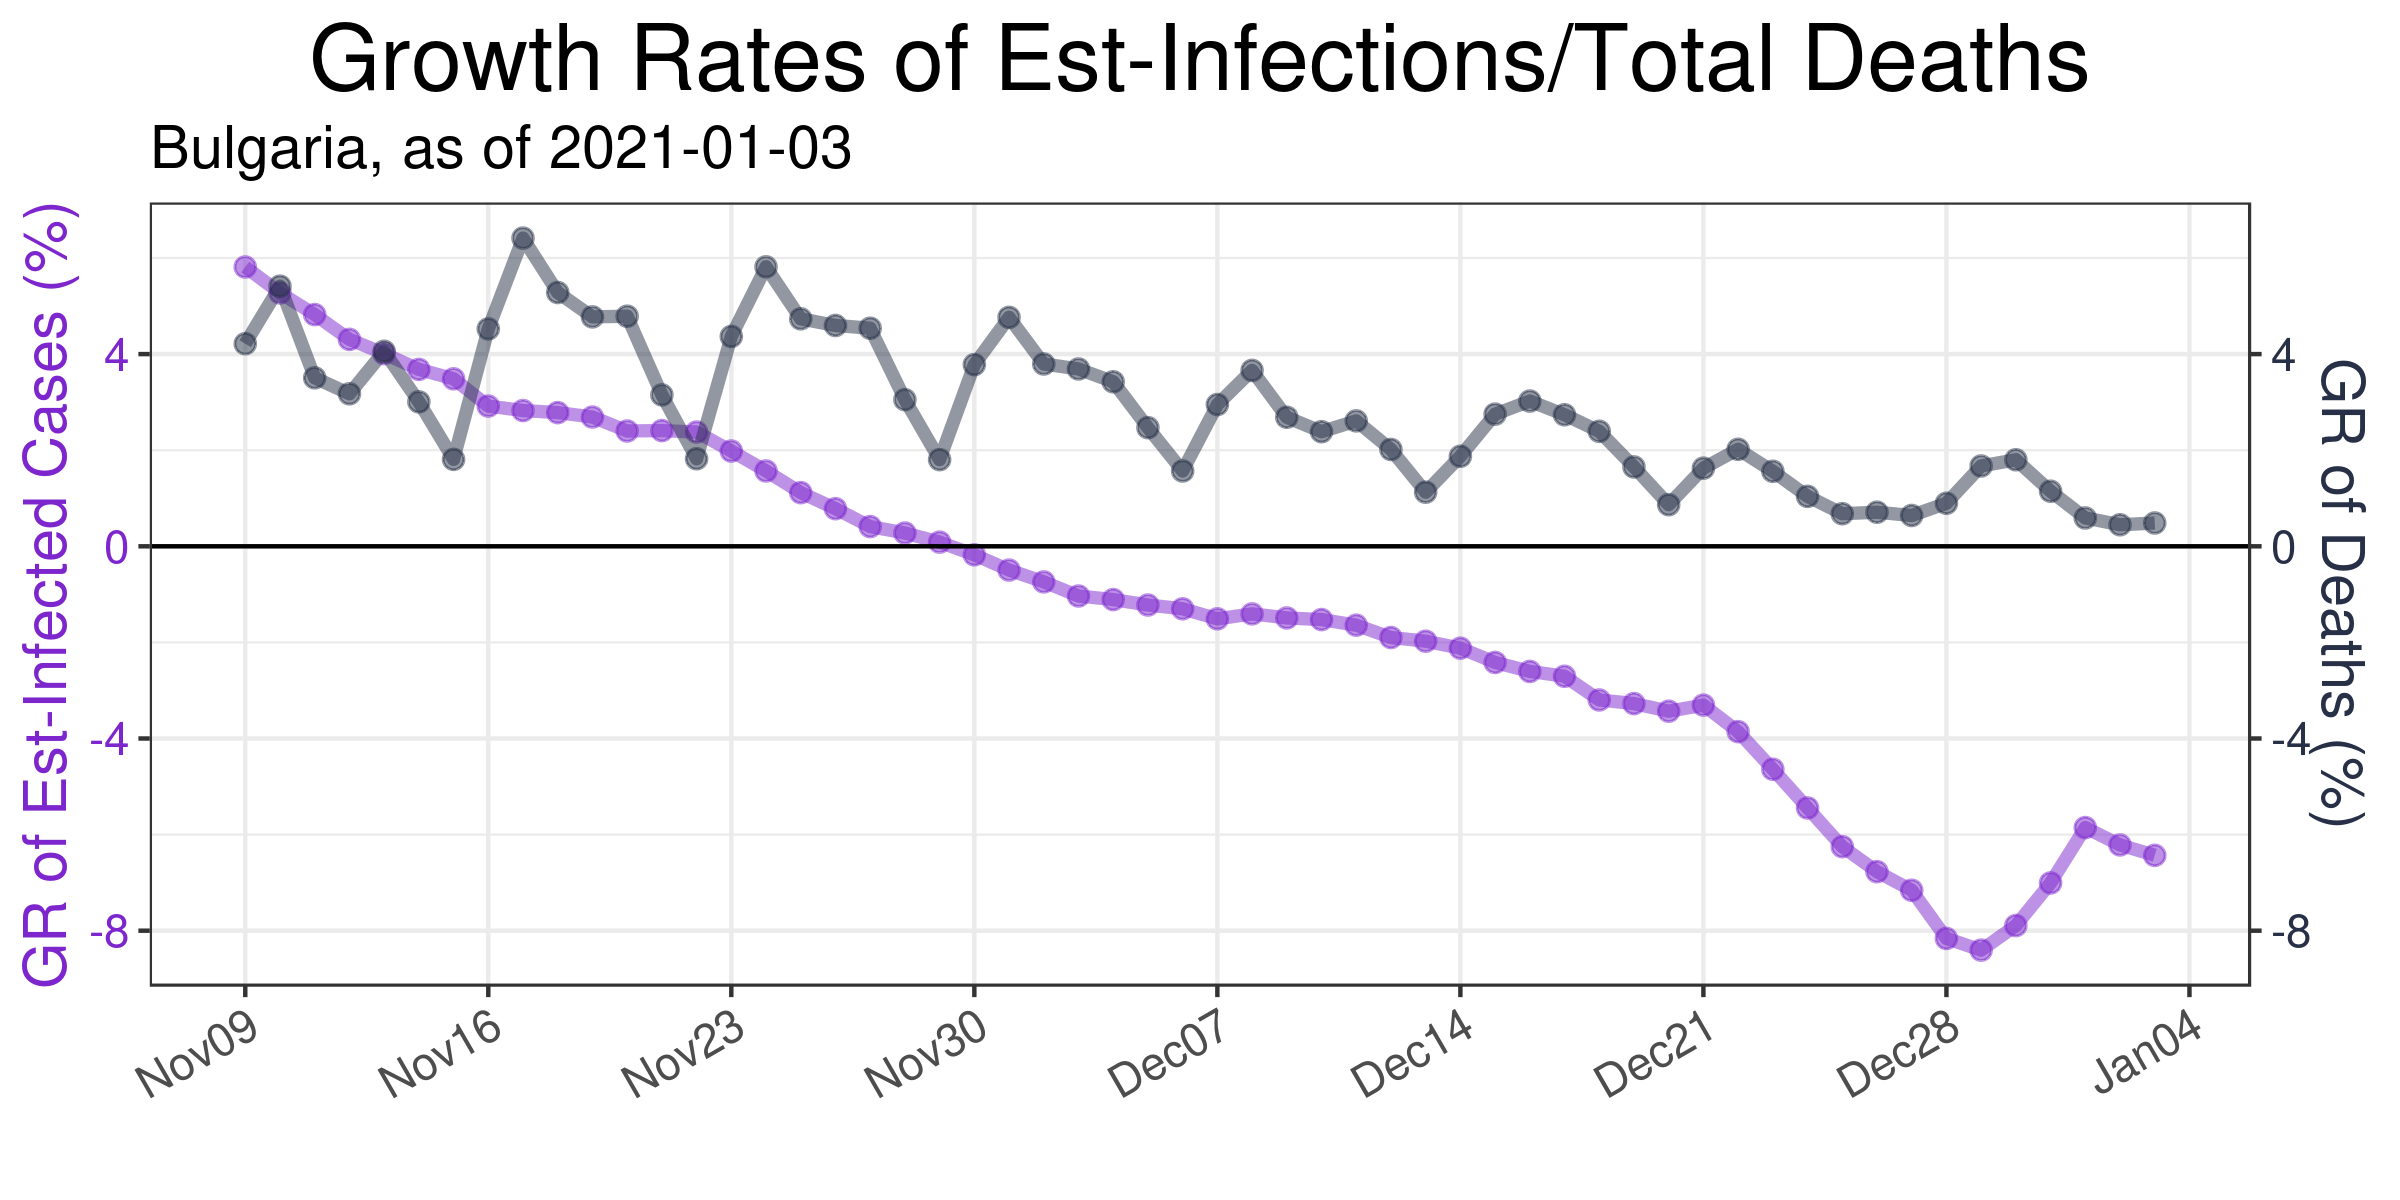 Growth Rates of Est-Infections/Total Deaths
Bulgaria, as of 2021-01-03
GR of Est-Infected Cases (%)
4
0
-4
-8
4
0
-4
-8
GR of Deaths (%)
Nov09
Nov16
Nov23
Nov30
Dec07
Dec14
Dec21
Dec28
Jan04